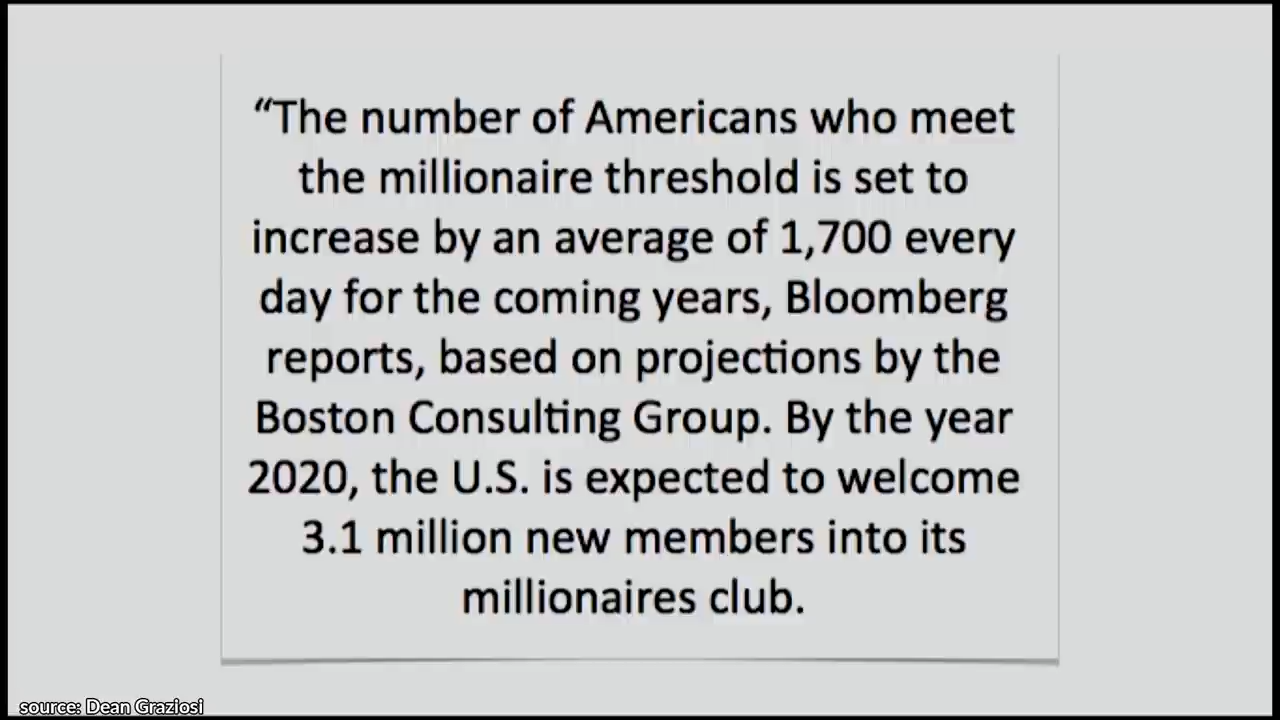 “The number of Americans who meet
the millionaire threshold is set to
increase by an average of 1,700 every
day for the coming years, Bloomberg
reports, based on projections by the
Boston Consulting Group. By the year
2020, the U.S. is expected to welcome
3.1 million new members into its
millionaires club.
source: Dean Graziosi